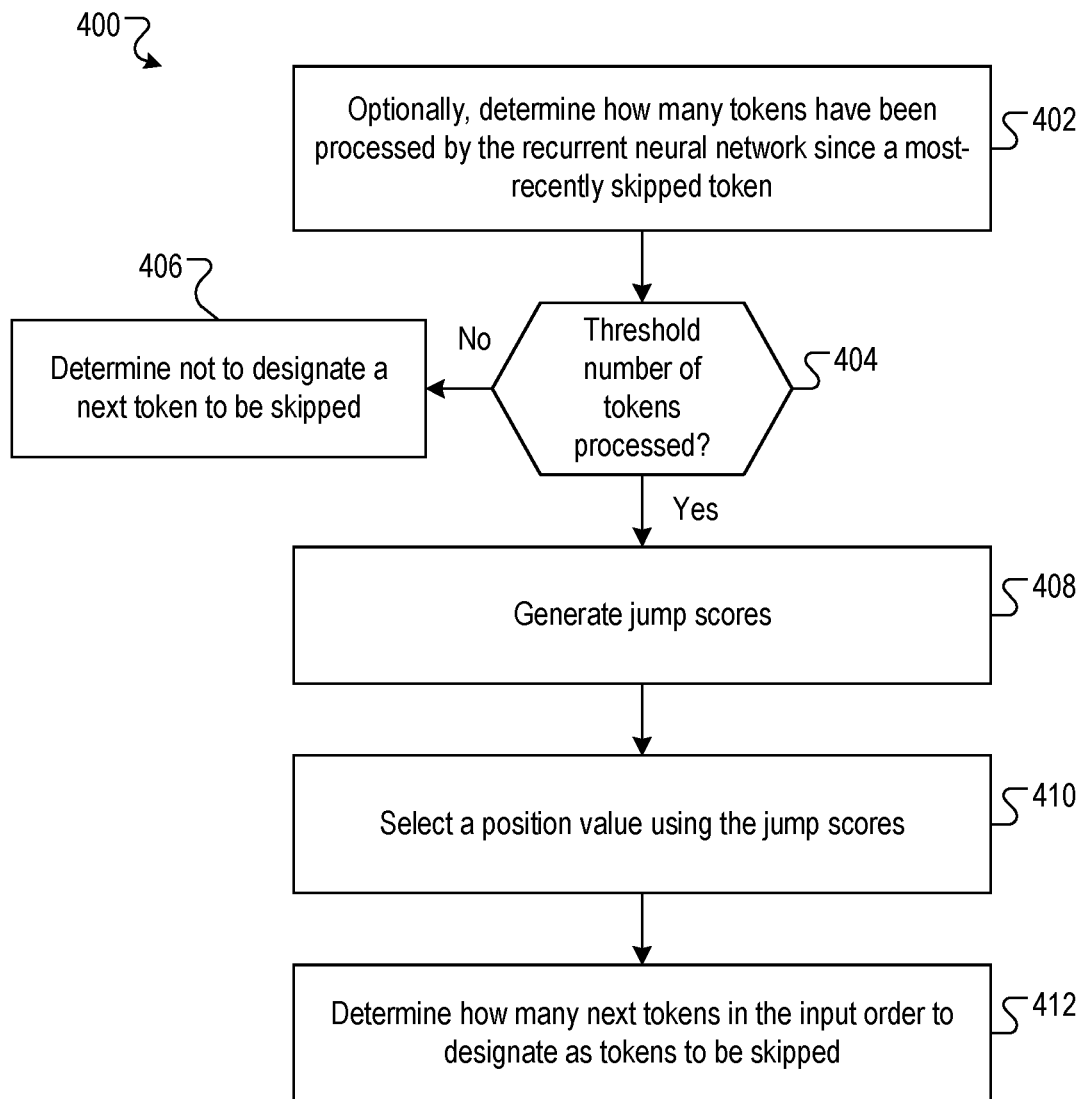 400
Optionally, determine how many tokens have been
processed by the recurrent neural network since a most-
recently skipped token
402
406
Determine not to designate a
next token to be skipped
No
Threshold
number of
tokens
processed?
404
Yes
Generate jump scores
408
Select a position value using the jump scores
410
Determine how many next tokens in the input order to
designate as tokens to be skipped
412